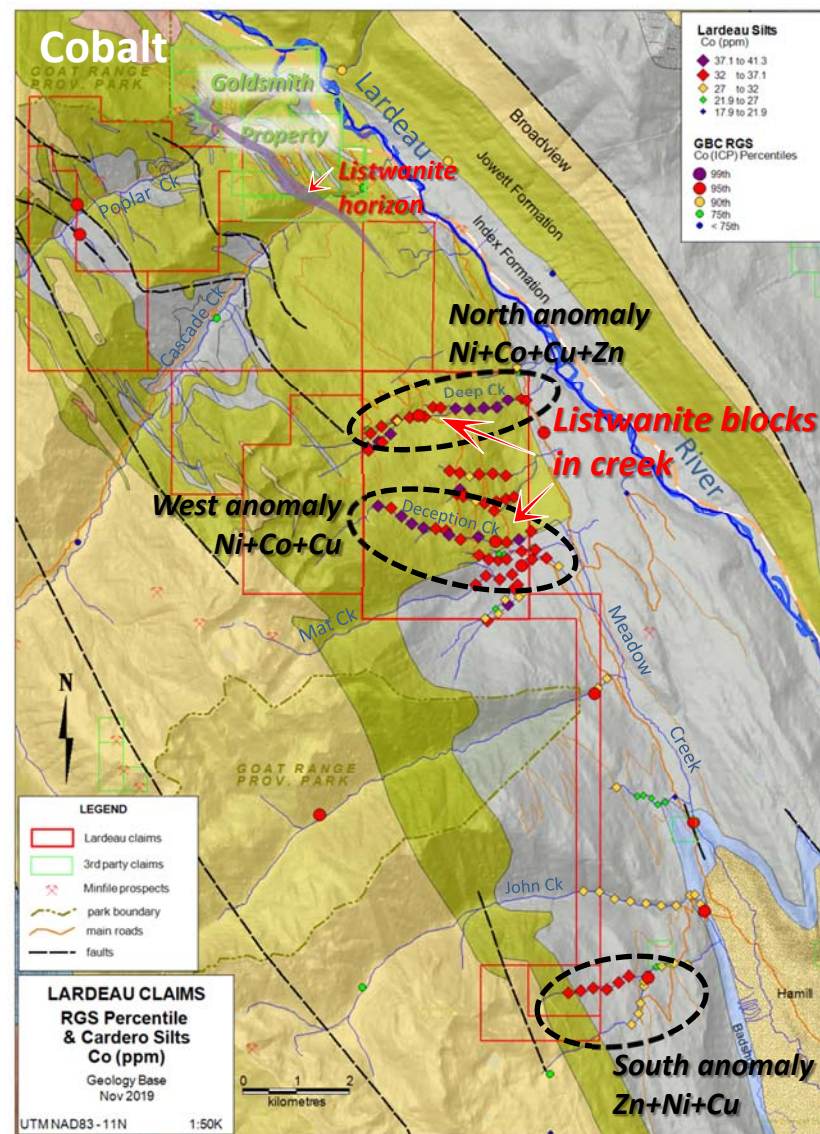 Cobalt
GOAT RANGE
PROV. PARK
Goldsmith
Property
Lardeau
River
Broadview
Jowett Formation
Index Formation
Lardeau Silts
Co (ppm)
37.1 to 41.3
32 to 37.1
27 to 32
21.9 to 27
17.9 to 21.9
GBC RGS
Co (ICP) Percentiles
99th
95th
90th
75th
< 75th
Listwanite
horizon
Poplar Ck
Cascade Ck
North anomaly
Ni+Co+Cu+Zn
Deep Ck
Listwanite blocks
in creek
West anomaly
Ni+Co+Cu
Deception Ck
Mat Ck
Meadow
Creek
N
GOAT RANGE
PROV. PARK
LEGEND
Lardeau claims
3rd party claims
Minfile prospects
park boundary
main roads
faults
John Ck
Hamill
Badsh
LARDEAU CLAIMS
RGS Percentile
& Cardero Silts
Co (ppm)
Geology Base
Nov 2019
UTM NAD83 - 11N 1:50K
0 1 2
kilometres
South anomaly
Zn+Ni+Cu